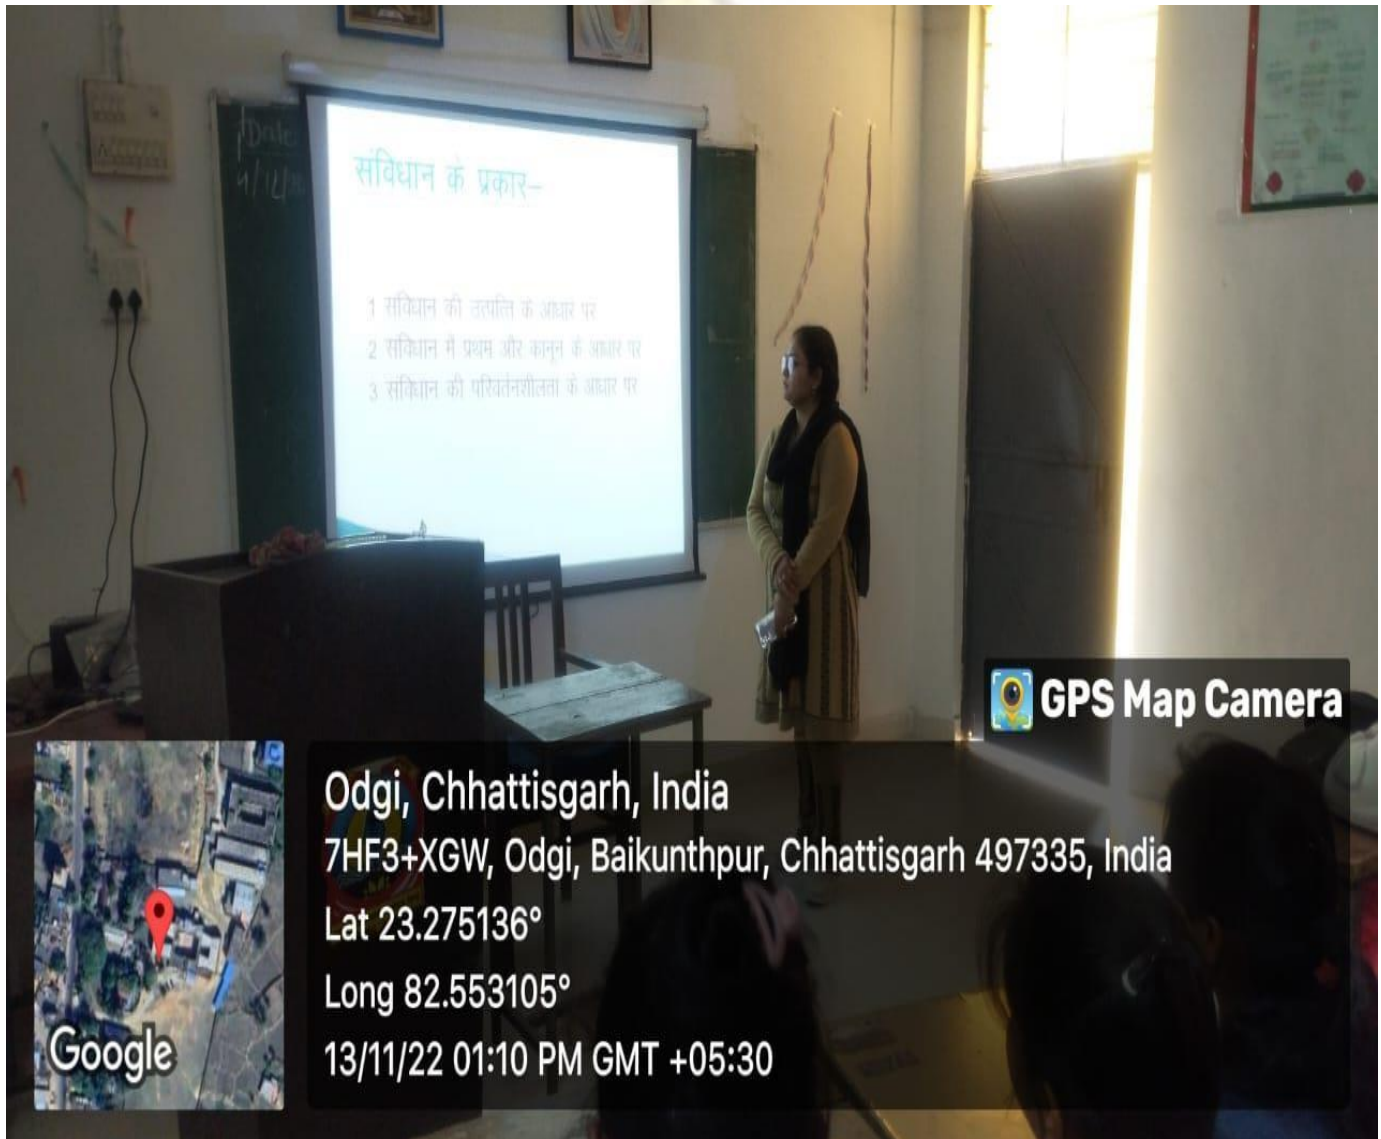 Date
संविधान के प्रकार–
1 संविधान की उत्पत्ति के आधार पर
2 संविधान में प्रथम और कानून के आधार पर
3 संविधान की परिवर्तनशीलता के आधार पर
GPS Map Camera
Odgi, Chhattisgarh, India
7HF3+XGW, Odgi, Baikunthpur, Chhattisgarh 497335, India
Lat 23.275136°
Long 82.553105°
13/11/22 01:10 PM GMT +05:30
Google